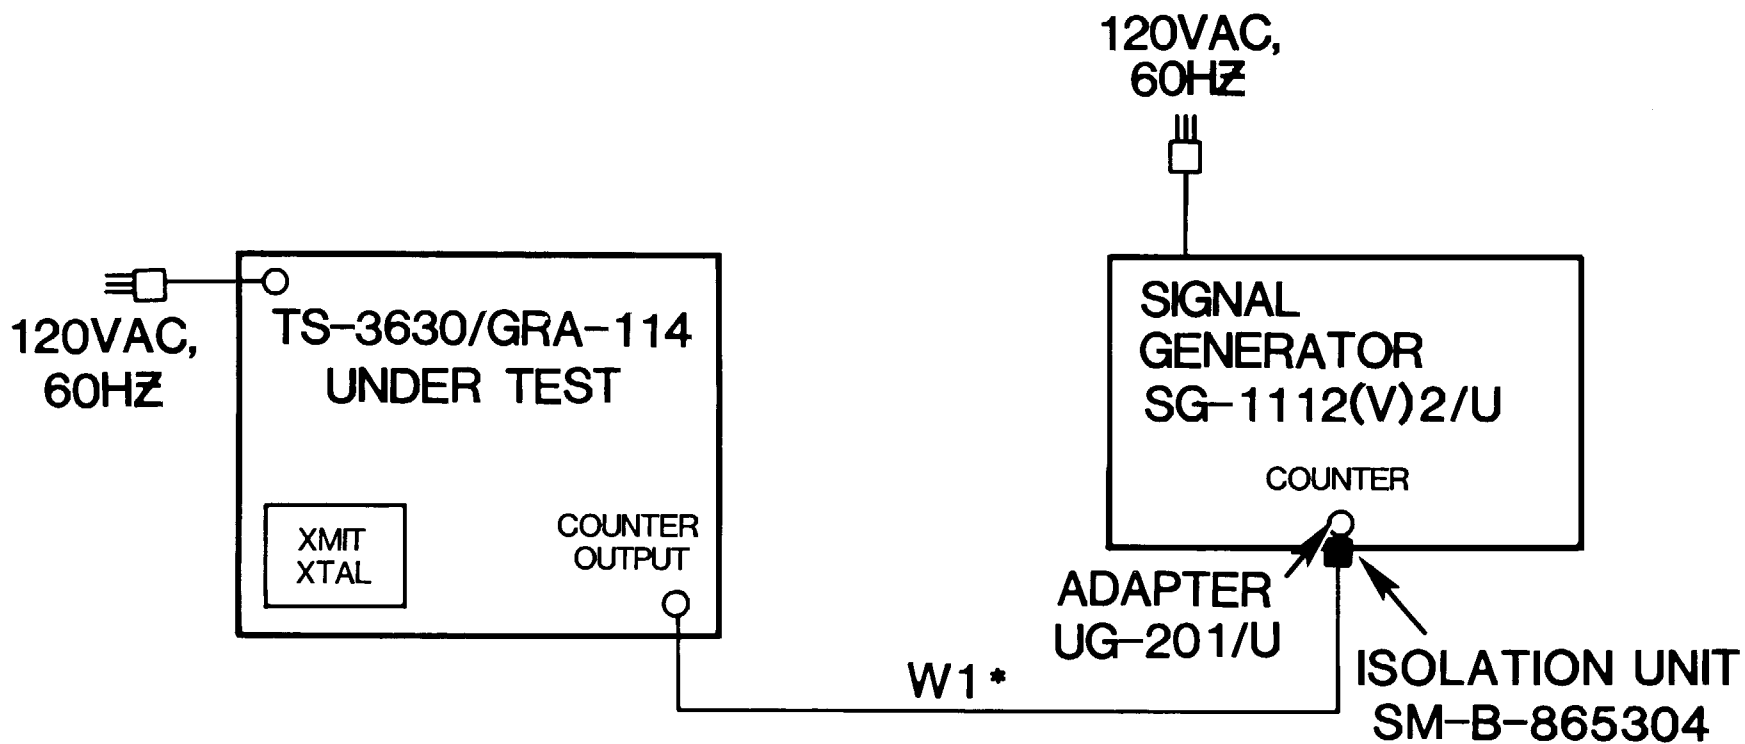 120VAC,
60HZ
120VAC,
60HZ
TS-3630/GRA-114
UNDER TEST
XMIT
XTAL
COUNTER
OUTPUT
SIGNAL
GENERATOR
SG-1112(V)2/U
COUNTER
ADAPTER
UG-201/U
W1*
ISOLATION UNIT
SM-B-865304